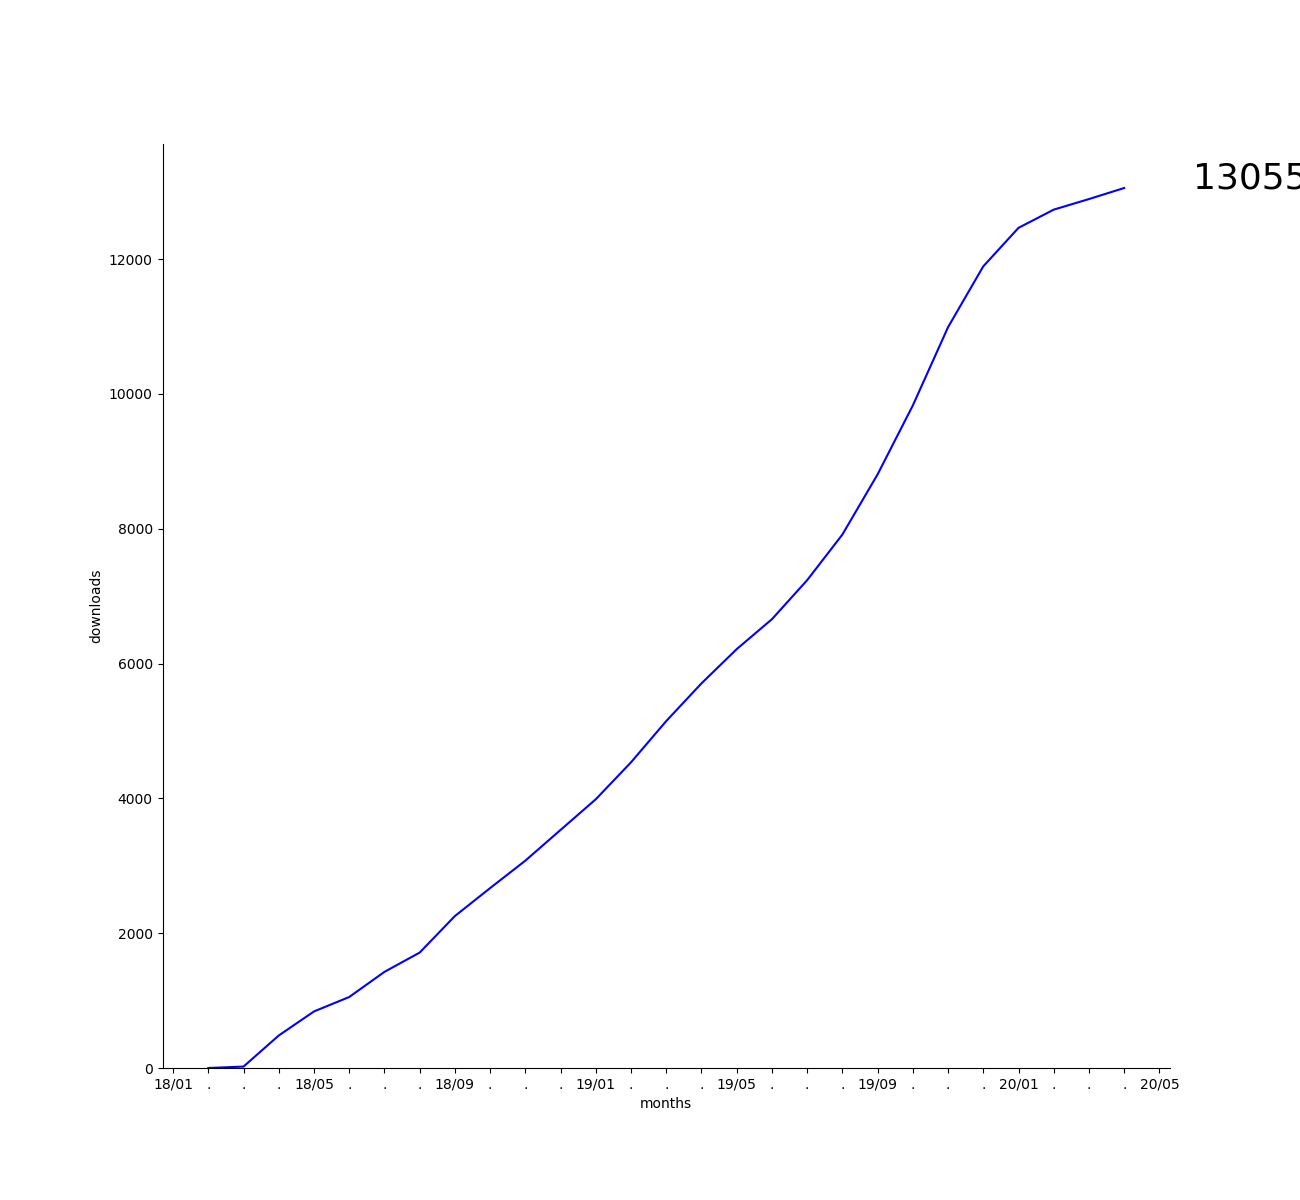 13055
12000
10000
8000
6000
4000
2000
0
downloads
18/01 . . . 18/05 . . . 18/09 . . . 19/01 . . . 19/05 . . . 19/09 . . . 20/01 . . . 20/05
months